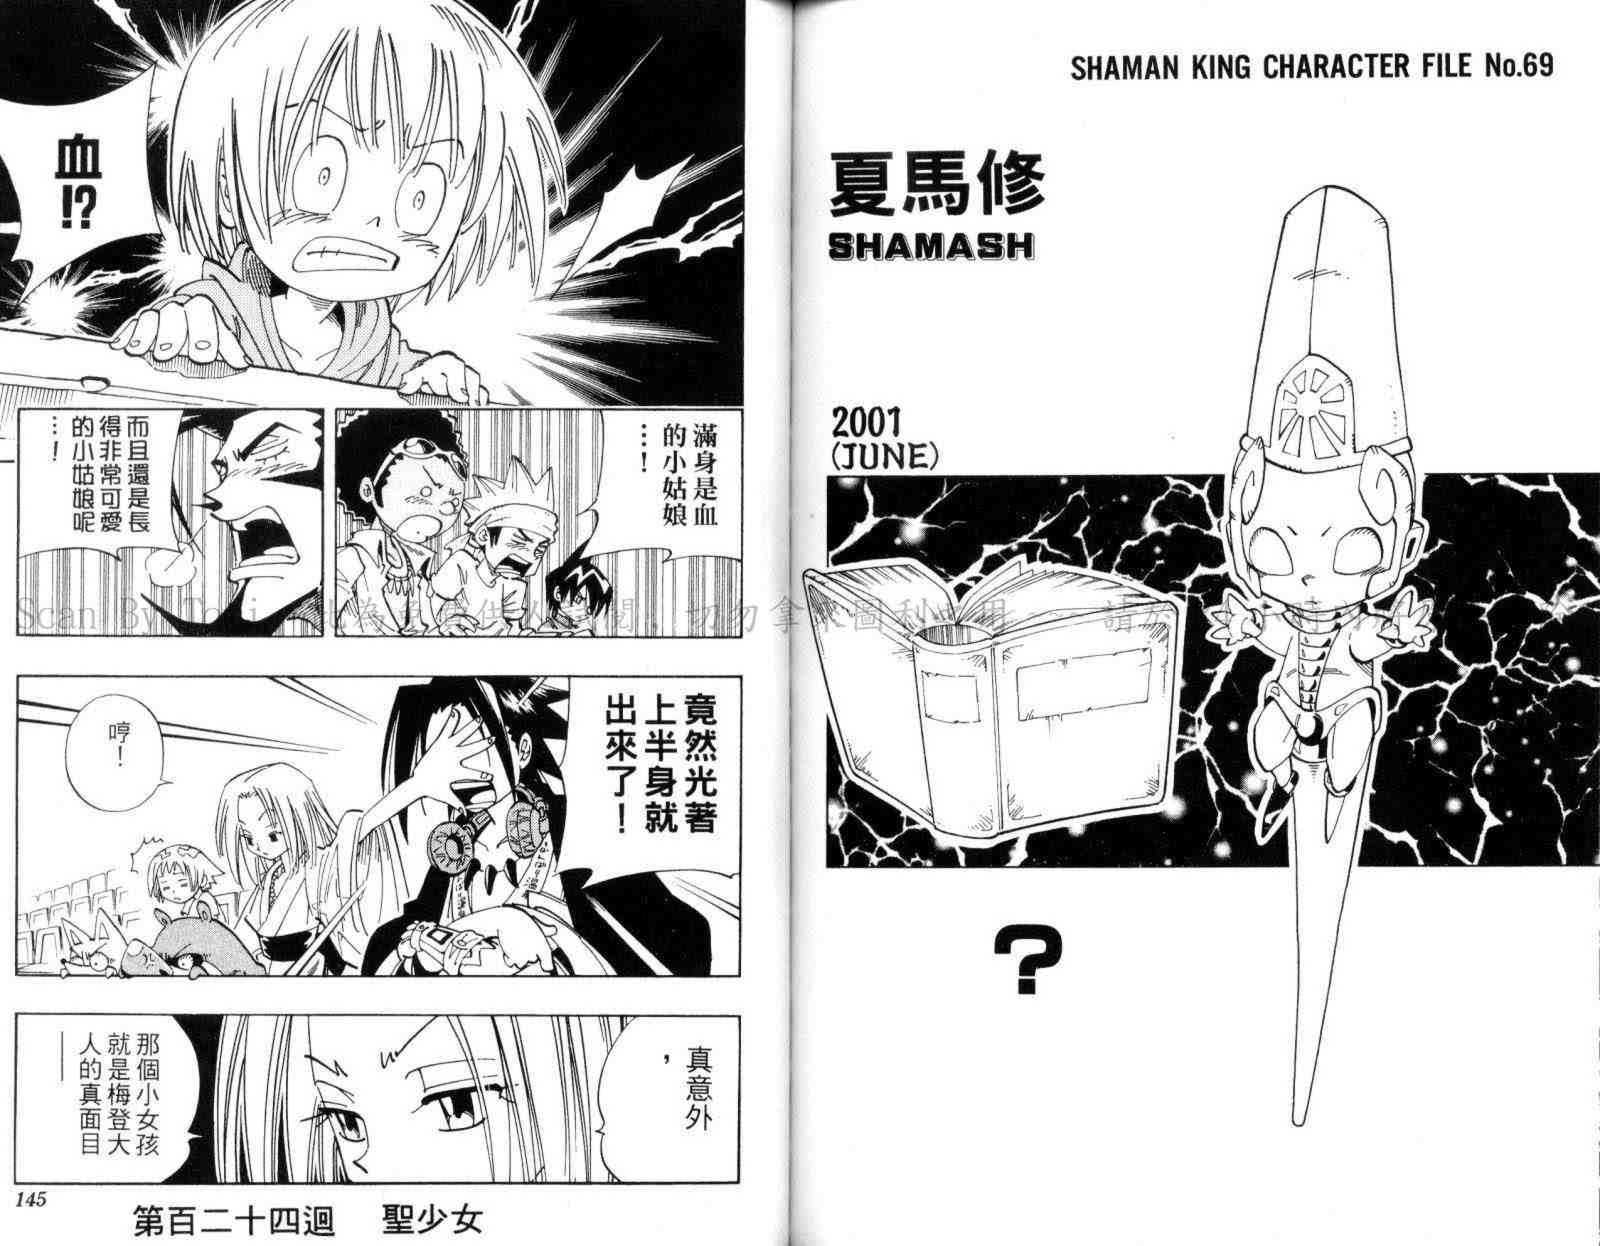 SHAMAN KING CHARACTER FILE No.69
夏馬修
SHAMASH
2001
(JUNE)
?
血!?
滿身是血
的小姑娘
…!
而且還是長
得非常可愛
的小姑娘呢
…!
竟然光著
上半身就
出來了!
哼!
真意外
,
那個小女孩
就是梅登大
人的真面目
——
145
第百二十四迴 聖少女